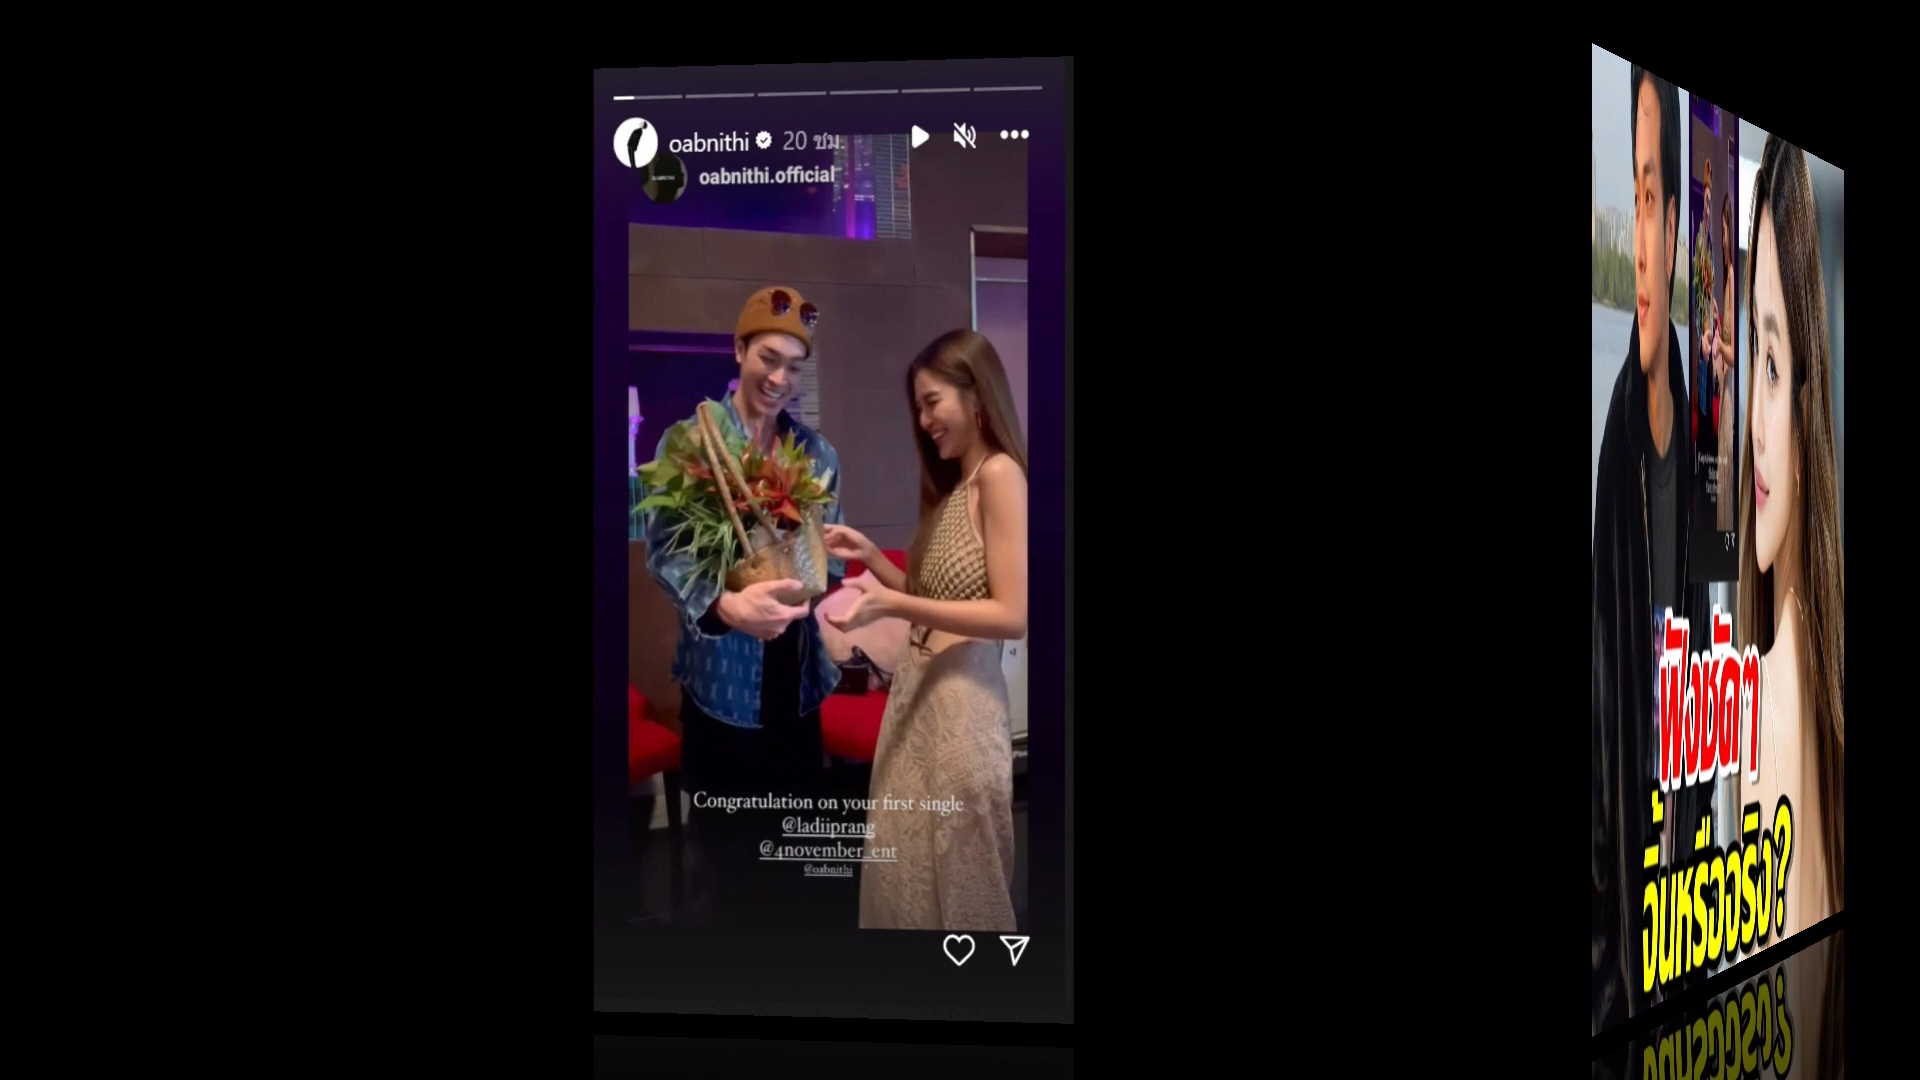 oabnithi 20 ชม.
oabnithi.official
Congratulation on your first single
@ladiiprang
@4november_ent
@oabnithi
ฟังชัดๆ
จิ้นหรือจริง?